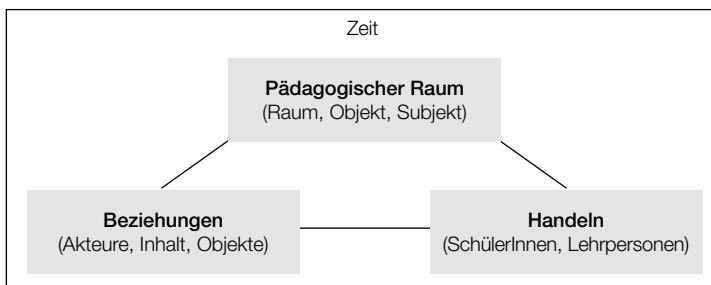 Zeit
Pädagogischer Raum
(Raum, Objekt, Subjekt)
Beziehungen
(Akteure, Inhalt, Objekte)
Handeln
(SchülerInnen, Lehrpersonen)